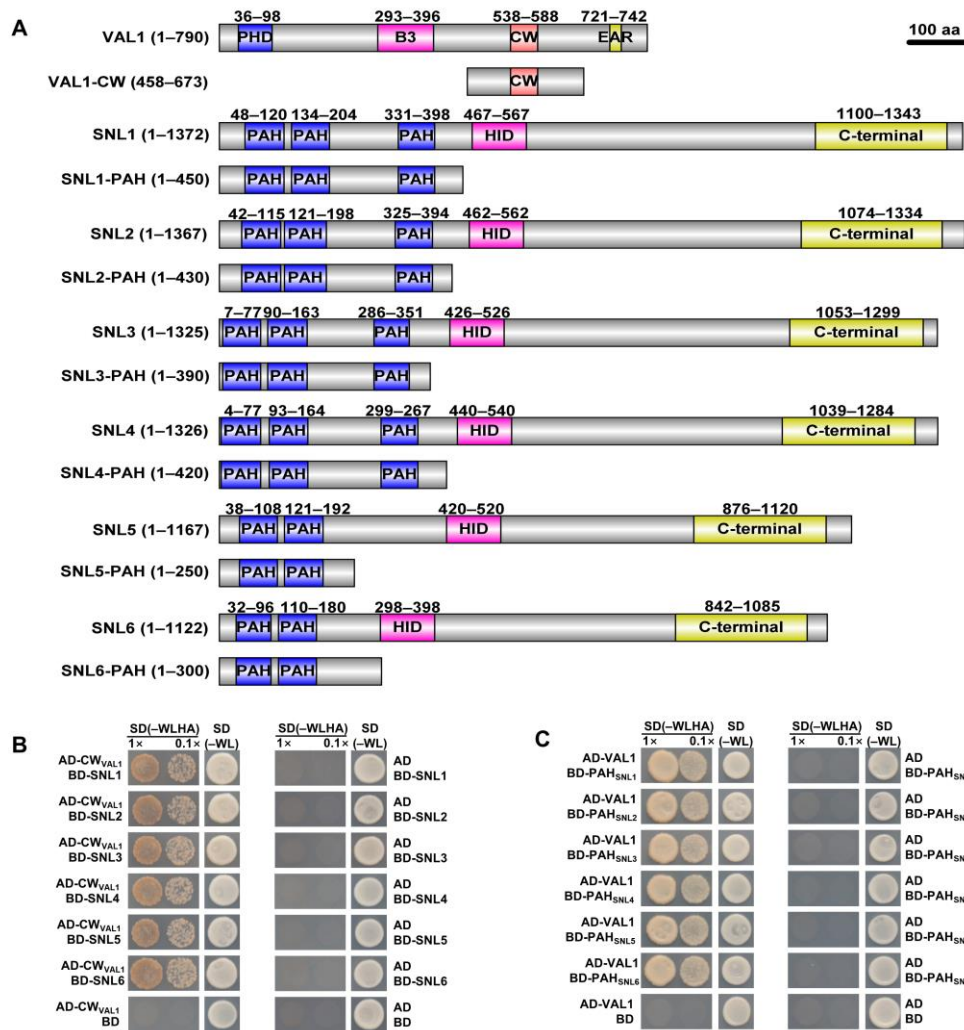 A
36–98 293–396 538–588 721–742
VAL1 (1–790) PHD B3 CW EAR 100 aa
VAL1-CW (458–673) CW
48–120 134–204 331–398 467–567 1100–1343
SNL1 (1–1372) PAH PAH PAH HID C-terminal
SNL1-PAH (1–450) PAH PAH PAH
42–115 121–198 325–394 462–562 1074–1334
SNL2 (1–1367) PAH PAH PAH HID C-terminal
SNL2-PAH (1–430) PAH PAH PAH
7–77 90–163 286–351 426–526 1053–1299
SNL3 (1–1325) PAH PAH PAH HID C-terminal
SNL3-PAH (1–390) PAH PAH PAH
4–77 93–164 299–267 440–540 1039–1284
SNL4 (1–1326) PAH PAH PAH HID C-terminal
SNL4-PAH (1–420) PAH PAH PAH
38–108 121–192 420–520 876–1120
SNL5 (1–1167) PAH PAH HID C-terminal
SNL5-PAH (1–250) PAH PAH
32–96 110–180 298–398 842–1085
SNL6 (1–1122) PAH PAH HID C-terminal
SNL6-PAH (1–300) PAH PAH
B
SD(–WLHA) SD SD(–WLHA) SD
1× 0.1× (–WL) 1× 0.1× (–WL)
AD-CWVAL1 AD
BD-SNL1 BD-SNL1
AD-CWVAL1 AD
BD-SNL2 BD-SNL2
AD-CWVAL1 AD
BD-SNL3 BD-SNL3
AD-CWVAL1 AD
BD-SNL4 BD-SNL4
AD-CWVAL1 AD
BD-SNL5 BD-SNL5
AD-CWVAL1 AD
BD-SNL6 BD-SNL6
AD-CWVAL1 AD
BD BD
C
SD(–WLHA) SD SD(–WLHA) SD
1× 0.1× (–WL) 1× 0.1× (–WL)
AD-VAL1 AD
BD-PAHSNL1 BD-PAHSN
AD-VAL1 AD
BD-PAHSNL2 BD-PAHSN
AD-VAL1 AD
BD-PAHSNL3 BD-PAHSN
AD-VAL1 AD
BD-PAHSNL4 BD-PAHSN
AD-VAL1 AD
BD-PAHSNL5 BD-PAHSN
AD-VAL1 AD
BD-PAHSNL6 BD-PAHSN
AD-VAL1 AD
BD BD